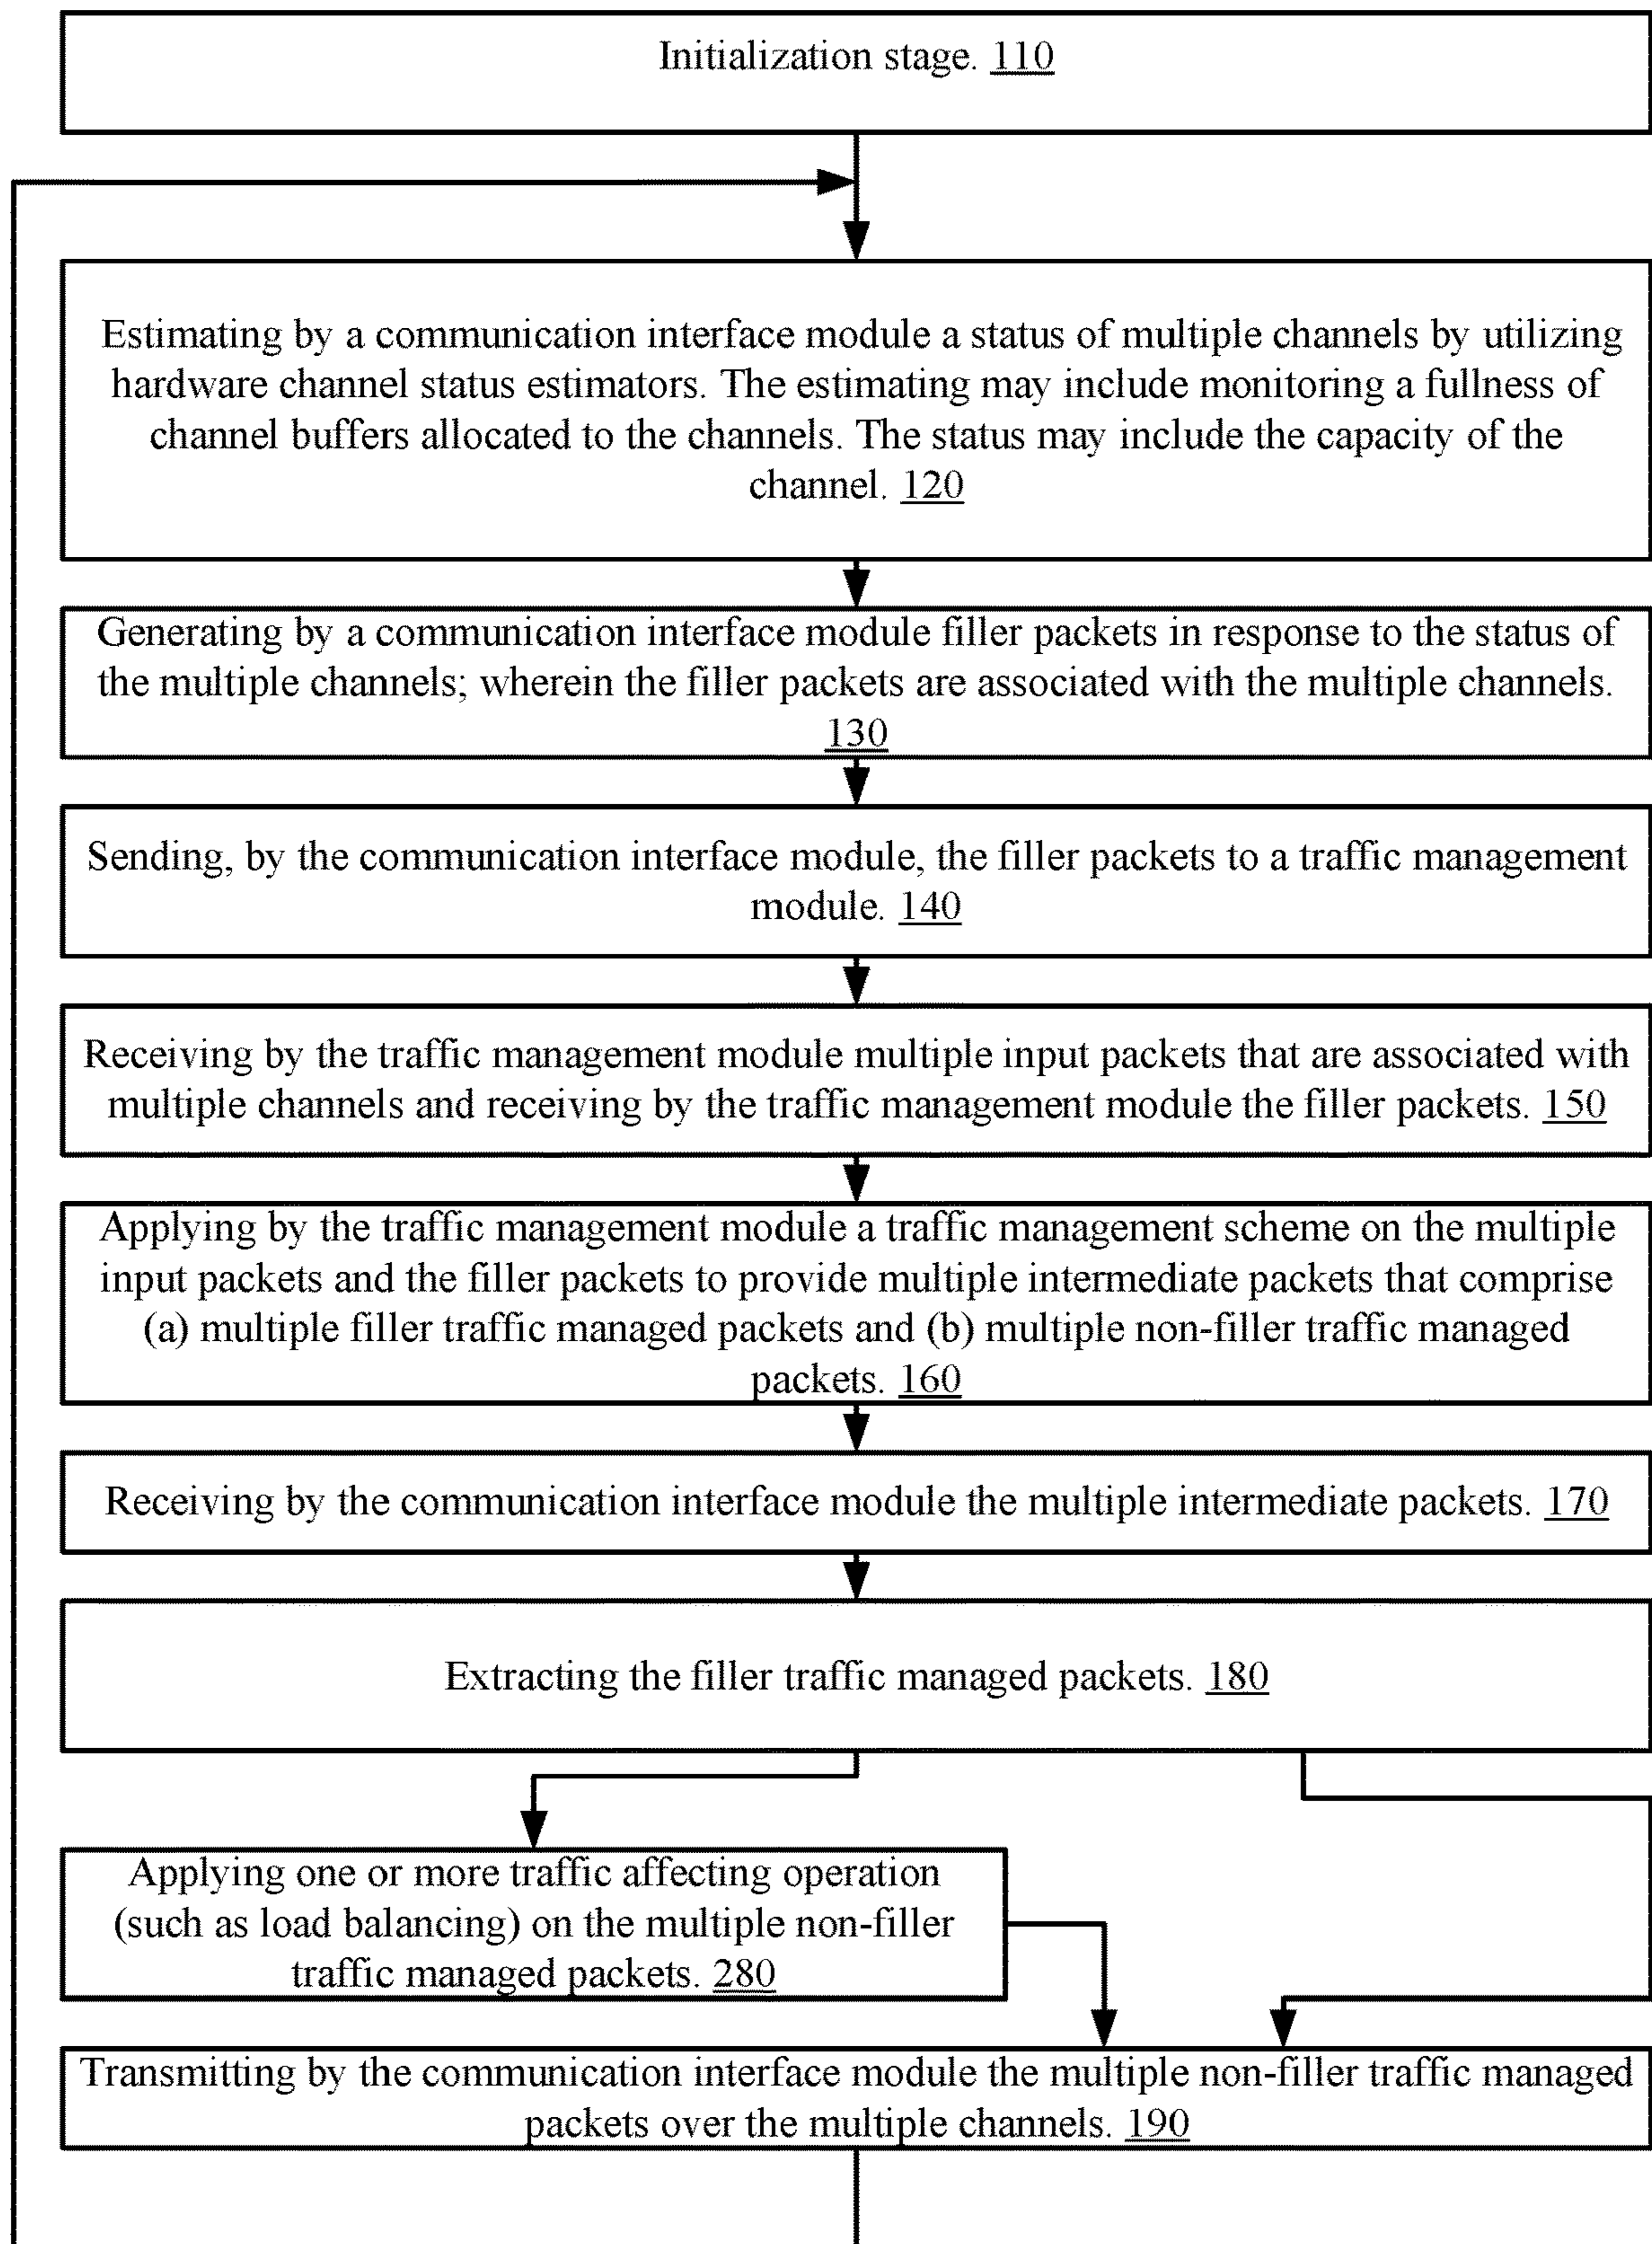 Initialization stage. 110
Estimating by a communication interface module a status of multiple channels by utilizing
hardware channel status estimators. The estimating may include monitoring a fullness of
channel buffers allocated to the channels. The status may include the capacity of the
channel. 120
Generating by a communication interface module filler packets in response to the status of
the multiple channels; wherein the filler packets are associated with the multiple channels.
130
Sending, by the communication interface module, the filler packets to a traffic management
module. 140
Receiving by the traffic management module multiple input packets that are associated with
multiple channels and receiving by the traffic management module the filler packets. 150
Applying by the traffic management module a traffic management scheme on the multiple
input packets and the filler packets to provide multiple intermediate packets that comprise
(a) multiple filler traffic managed packets and (b) multiple non-filler traffic managed
packets. 160
Receiving by the communication interface module the multiple intermediate packets. 170
Extracting the filler traffic managed packets. 180
Applying one or more traffic affecting operation
(such as load balancing) on the multiple non-filler
traffic managed packets. 280
Transmitting by the communication interface module the multiple non-filler traffic managed
packets over the multiple channels. 190